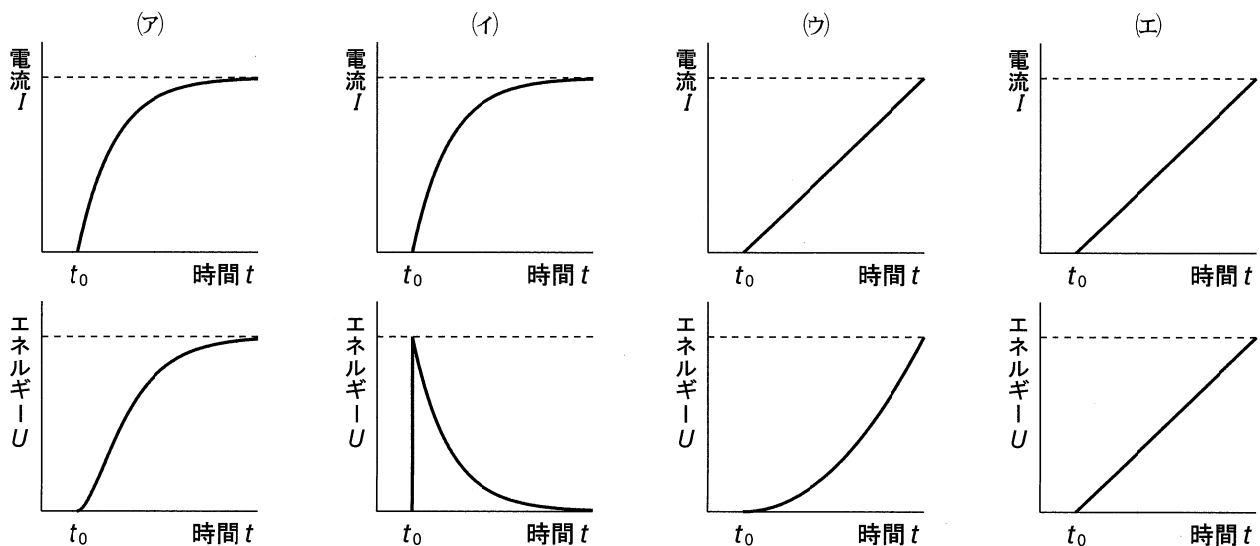 (ア)
電流 I
t₀
時間 t
エネルギー U
t₀
時間 t
(イ)
電流 I
t₀
時間 t
エネルギー U
t₀
時間 t
(ウ)
電流 I
t₀
時間 t
エネルギー U
t₀
時間 t
(エ)
電流 I
t₀
時間 t
エネルギー U
t₀
時間 t